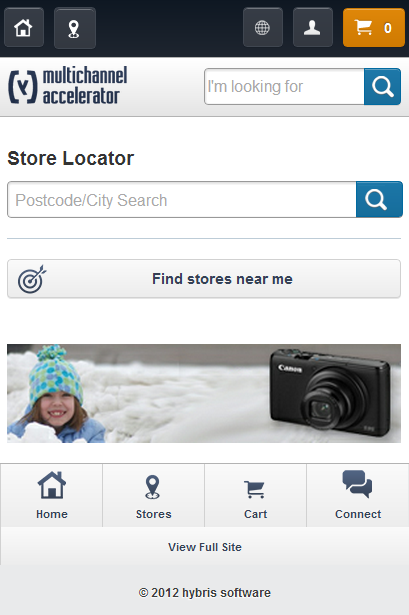 0
multichannel
accelerator
I'm looking for
Store Locator
Postcode/City Search
Find stores near me
Canon
Home
Stores
Cart
Connect
View Full Site
© 2012 hybris software